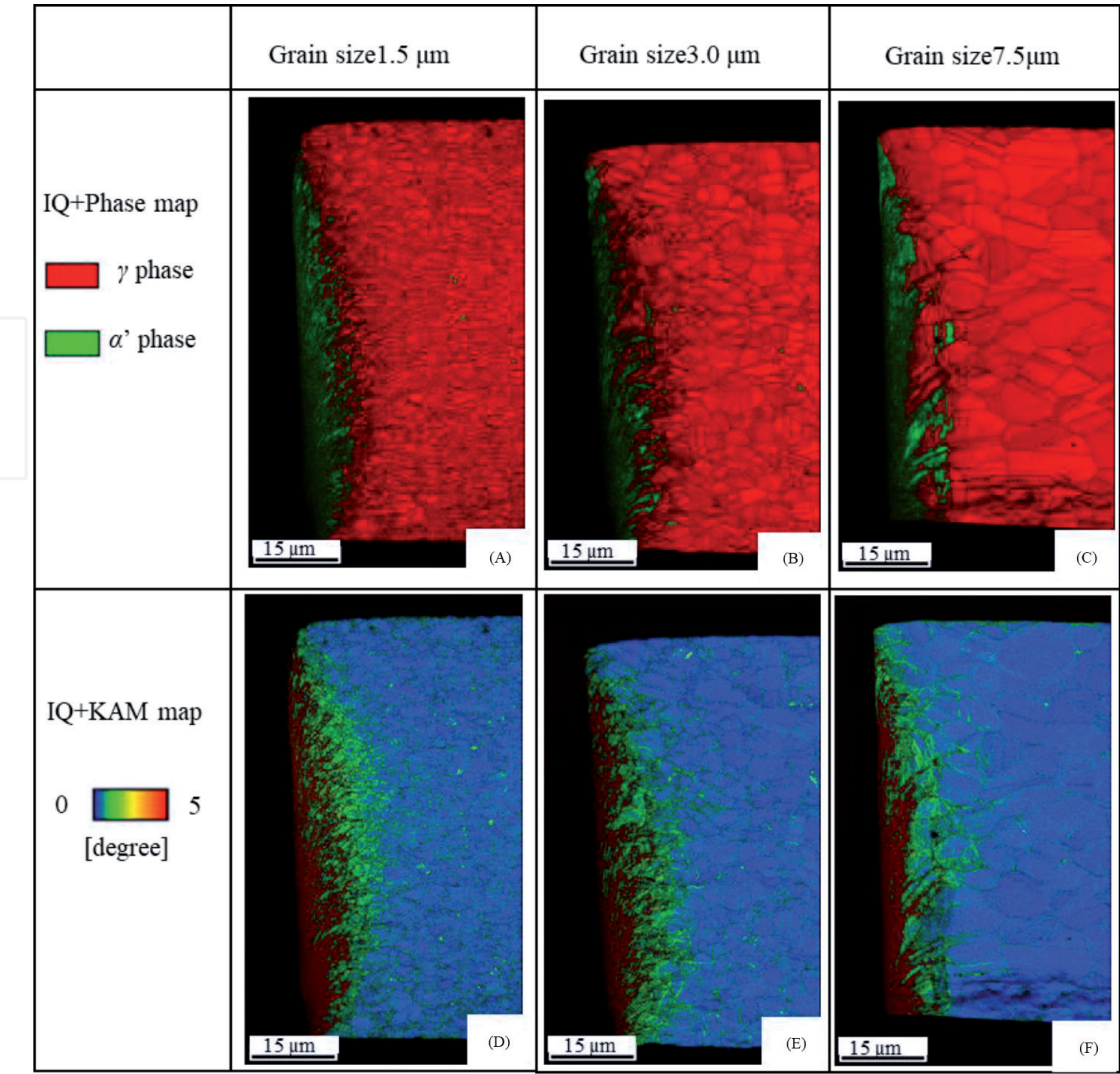 Grain size1.5 μm
Grain size3.0 μm
Grain size7.5μm
IQ+Phase map
γ phase
α’ phase
15 μm
(A)
15 μm
(B)
15 μm
(C)
IQ+KAM map
0
5
[degree]
15 μm
(D)
15 μm
(E)
15 μm
(F)